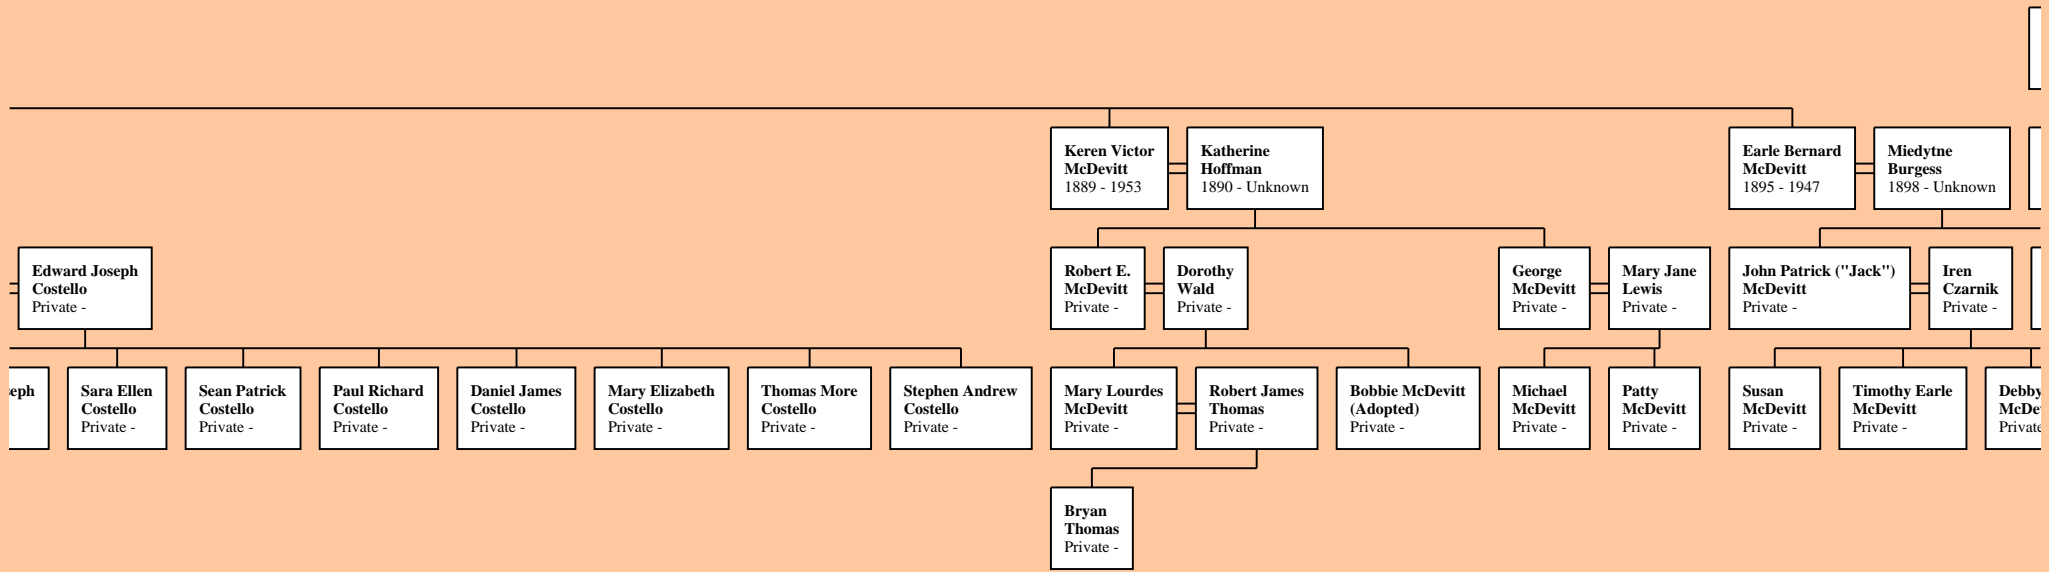 Keren Victor
McDevitt
1889 - 1953
Katherine
Hoffman
1890 - Unknown
Earle Bernard
McDevitt
1895 - 1947
Miedytne
Burgess
1898 - Unknown
Edward Joseph
Costello
Private -
Robert E.
McDevitt
Private -
Dorothy
Wald
Private -
George
McDevitt
Private -
Mary Jane
Lewis
Private -
John Patrick ("Jack")
McDevitt
Private -
Iren
Czarnik
Private -
Sara Ellen
Costello
Private -
Sean Patrick
Costello
Private -
Paul Richard
Costello
Private -
Daniel James
Costello
Private -
Mary Elizabeth
Costello
Private -
Thomas More
Costello
Private -
Stephen Andrew
Costello
Private -
Mary Lourdes
McDevitt
Private -
Robert James
Thomas
Private -
Bobbie McDevitt
(Adopted)
Private -
Michael
McDevitt
Private -
Patty
McDevitt
Private -
Susan
McDevitt
Private -
Timothy Earle
McDevitt
Private -
Debby
Private
Bryan
Thomas
Private -